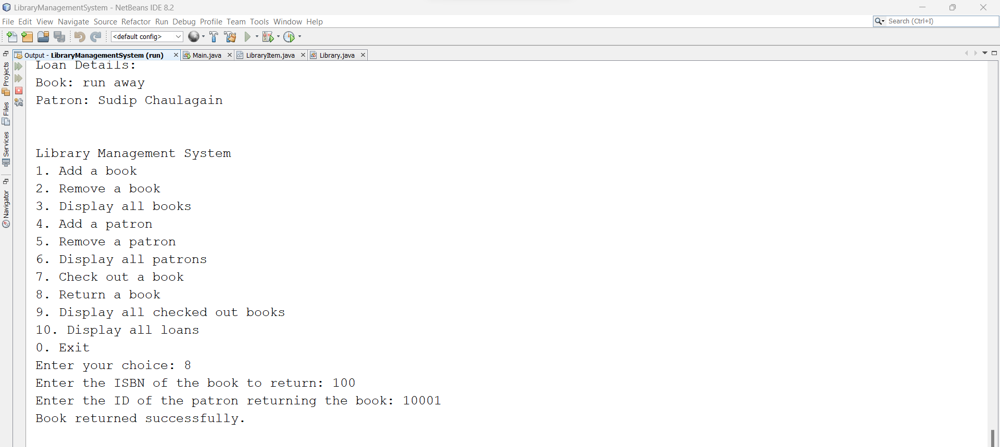 LibraryManagementSystem - NetBeans IDE 8.2
File Edit View Navigate Source Refactor Run Debug Profile Team Tools Window Help
Search (Ctrl+I)
<default config>
Output - LibraryManagementSystem (run)
Main.java
LibraryItem.java
Library.java
Projects
Files
Services
Navigator
Loan Details:
Book: run away
Patron: Sudip Chaulagain
Library Management System
1. Add a book
2. Remove a book
3. Display all books
4. Add a patron
5. Remove a patron
6. Display all patrons
7. Check out a book
8. Return a book
9. Display all checked out books
10. Display all loans
0. Exit
Enter your choice: 8
Enter the ISBN of the book to return: 100
Enter the ID of the patron returning the book: 10001
Book returned successfully.